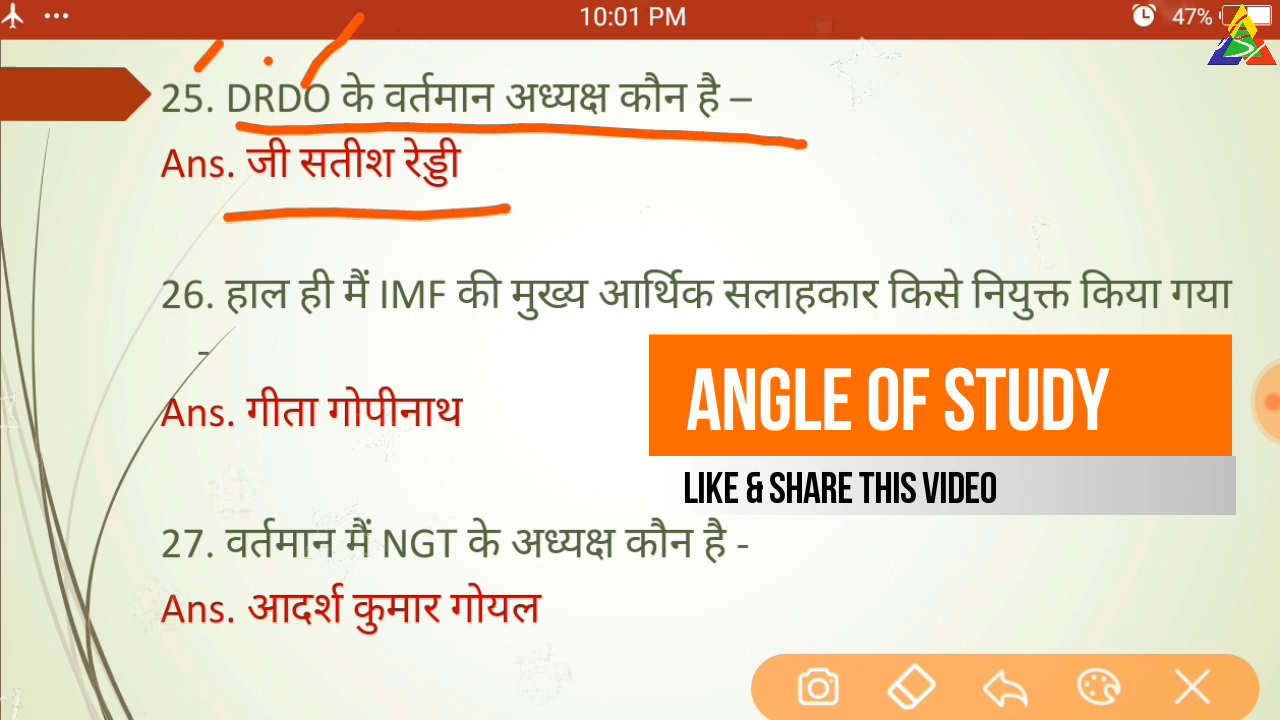 10:01 PM
47%
25. DRDO के वर्तमान अध्यक्ष कौन है –
Ans. जी सतीश रेड्डी
26. हाल ही मैं IMF की मुख्य आर्थिक सलाहकार किसे नियुक्त किया गया
-
Ans. गीता गोपीनाथ
ANGLE OF STUDY
LIKE & SHARE THIS VIDEO
27. वर्तमान मैं NGT के अध्यक्ष कौन है -
Ans. आदर्श कुमार गोयल